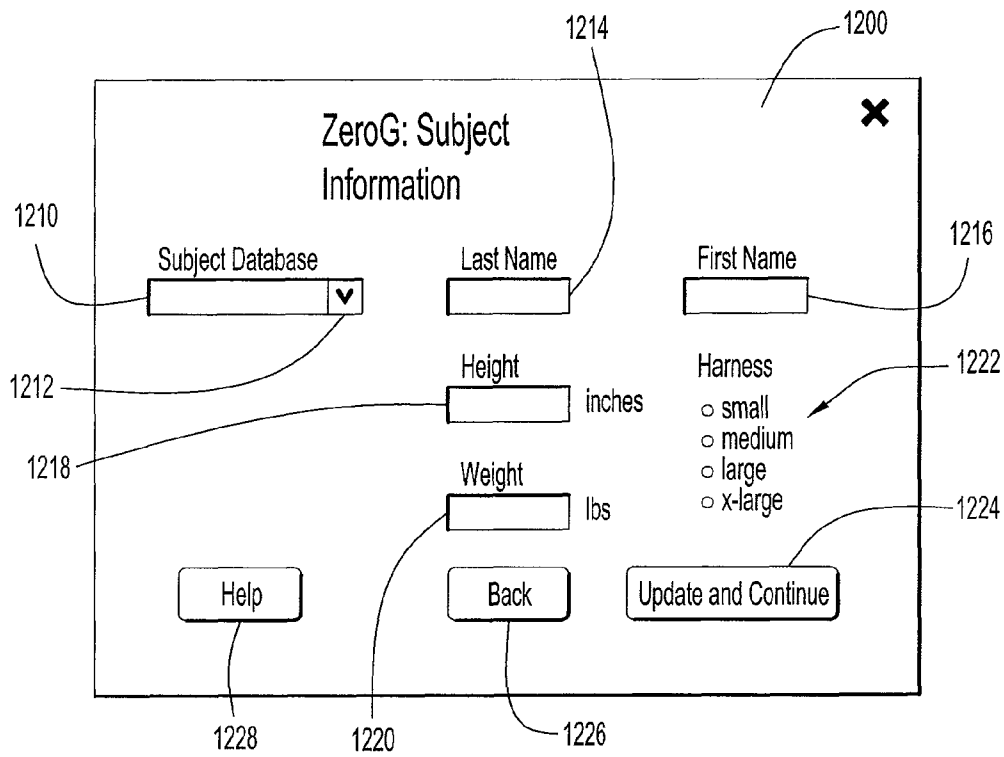 1214
1200
ZeroG: Subject
Information
1210
1216
Subject Database
Last Name
First Name
1212
Height
Harness
1222
inches
small
medium
1218
large
Weight
x-large
lbs
1224
Help
Back
Update and Continue
1228
1220
1226